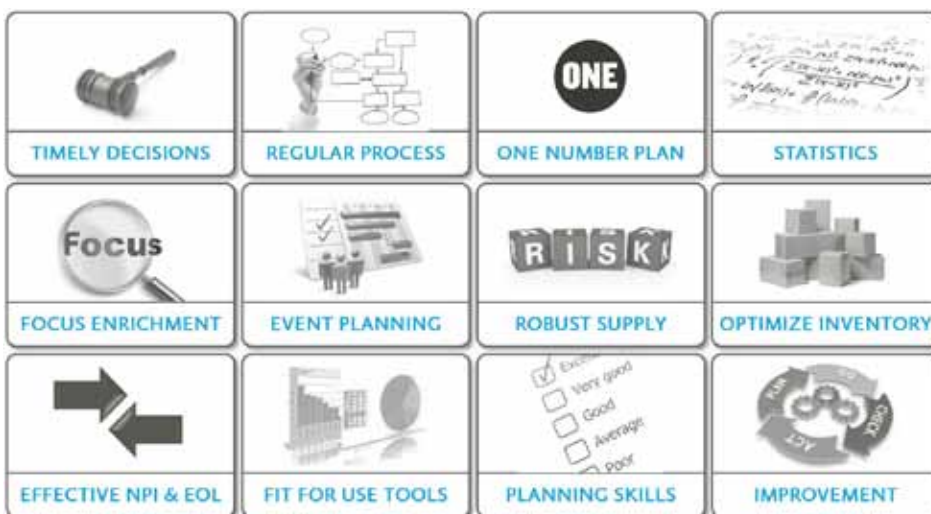 ONE
TIMELY DECISIONS
REGULAR PROCESS
ONE NUMBER PLAN
STATISTICS
Focus
RISK
FOCUS ENRICHMENT
EVENT PLANNING
ROBUST SUPPLY
OPTIMIZE INVENTORY
Very good
Good
Average
Poor
PLAN
CHECK
ACT
EFFECTIVE NPI & EOL
FIT FOR USE TOOLS
PLANNING SKILLS
IMPROVEMENT